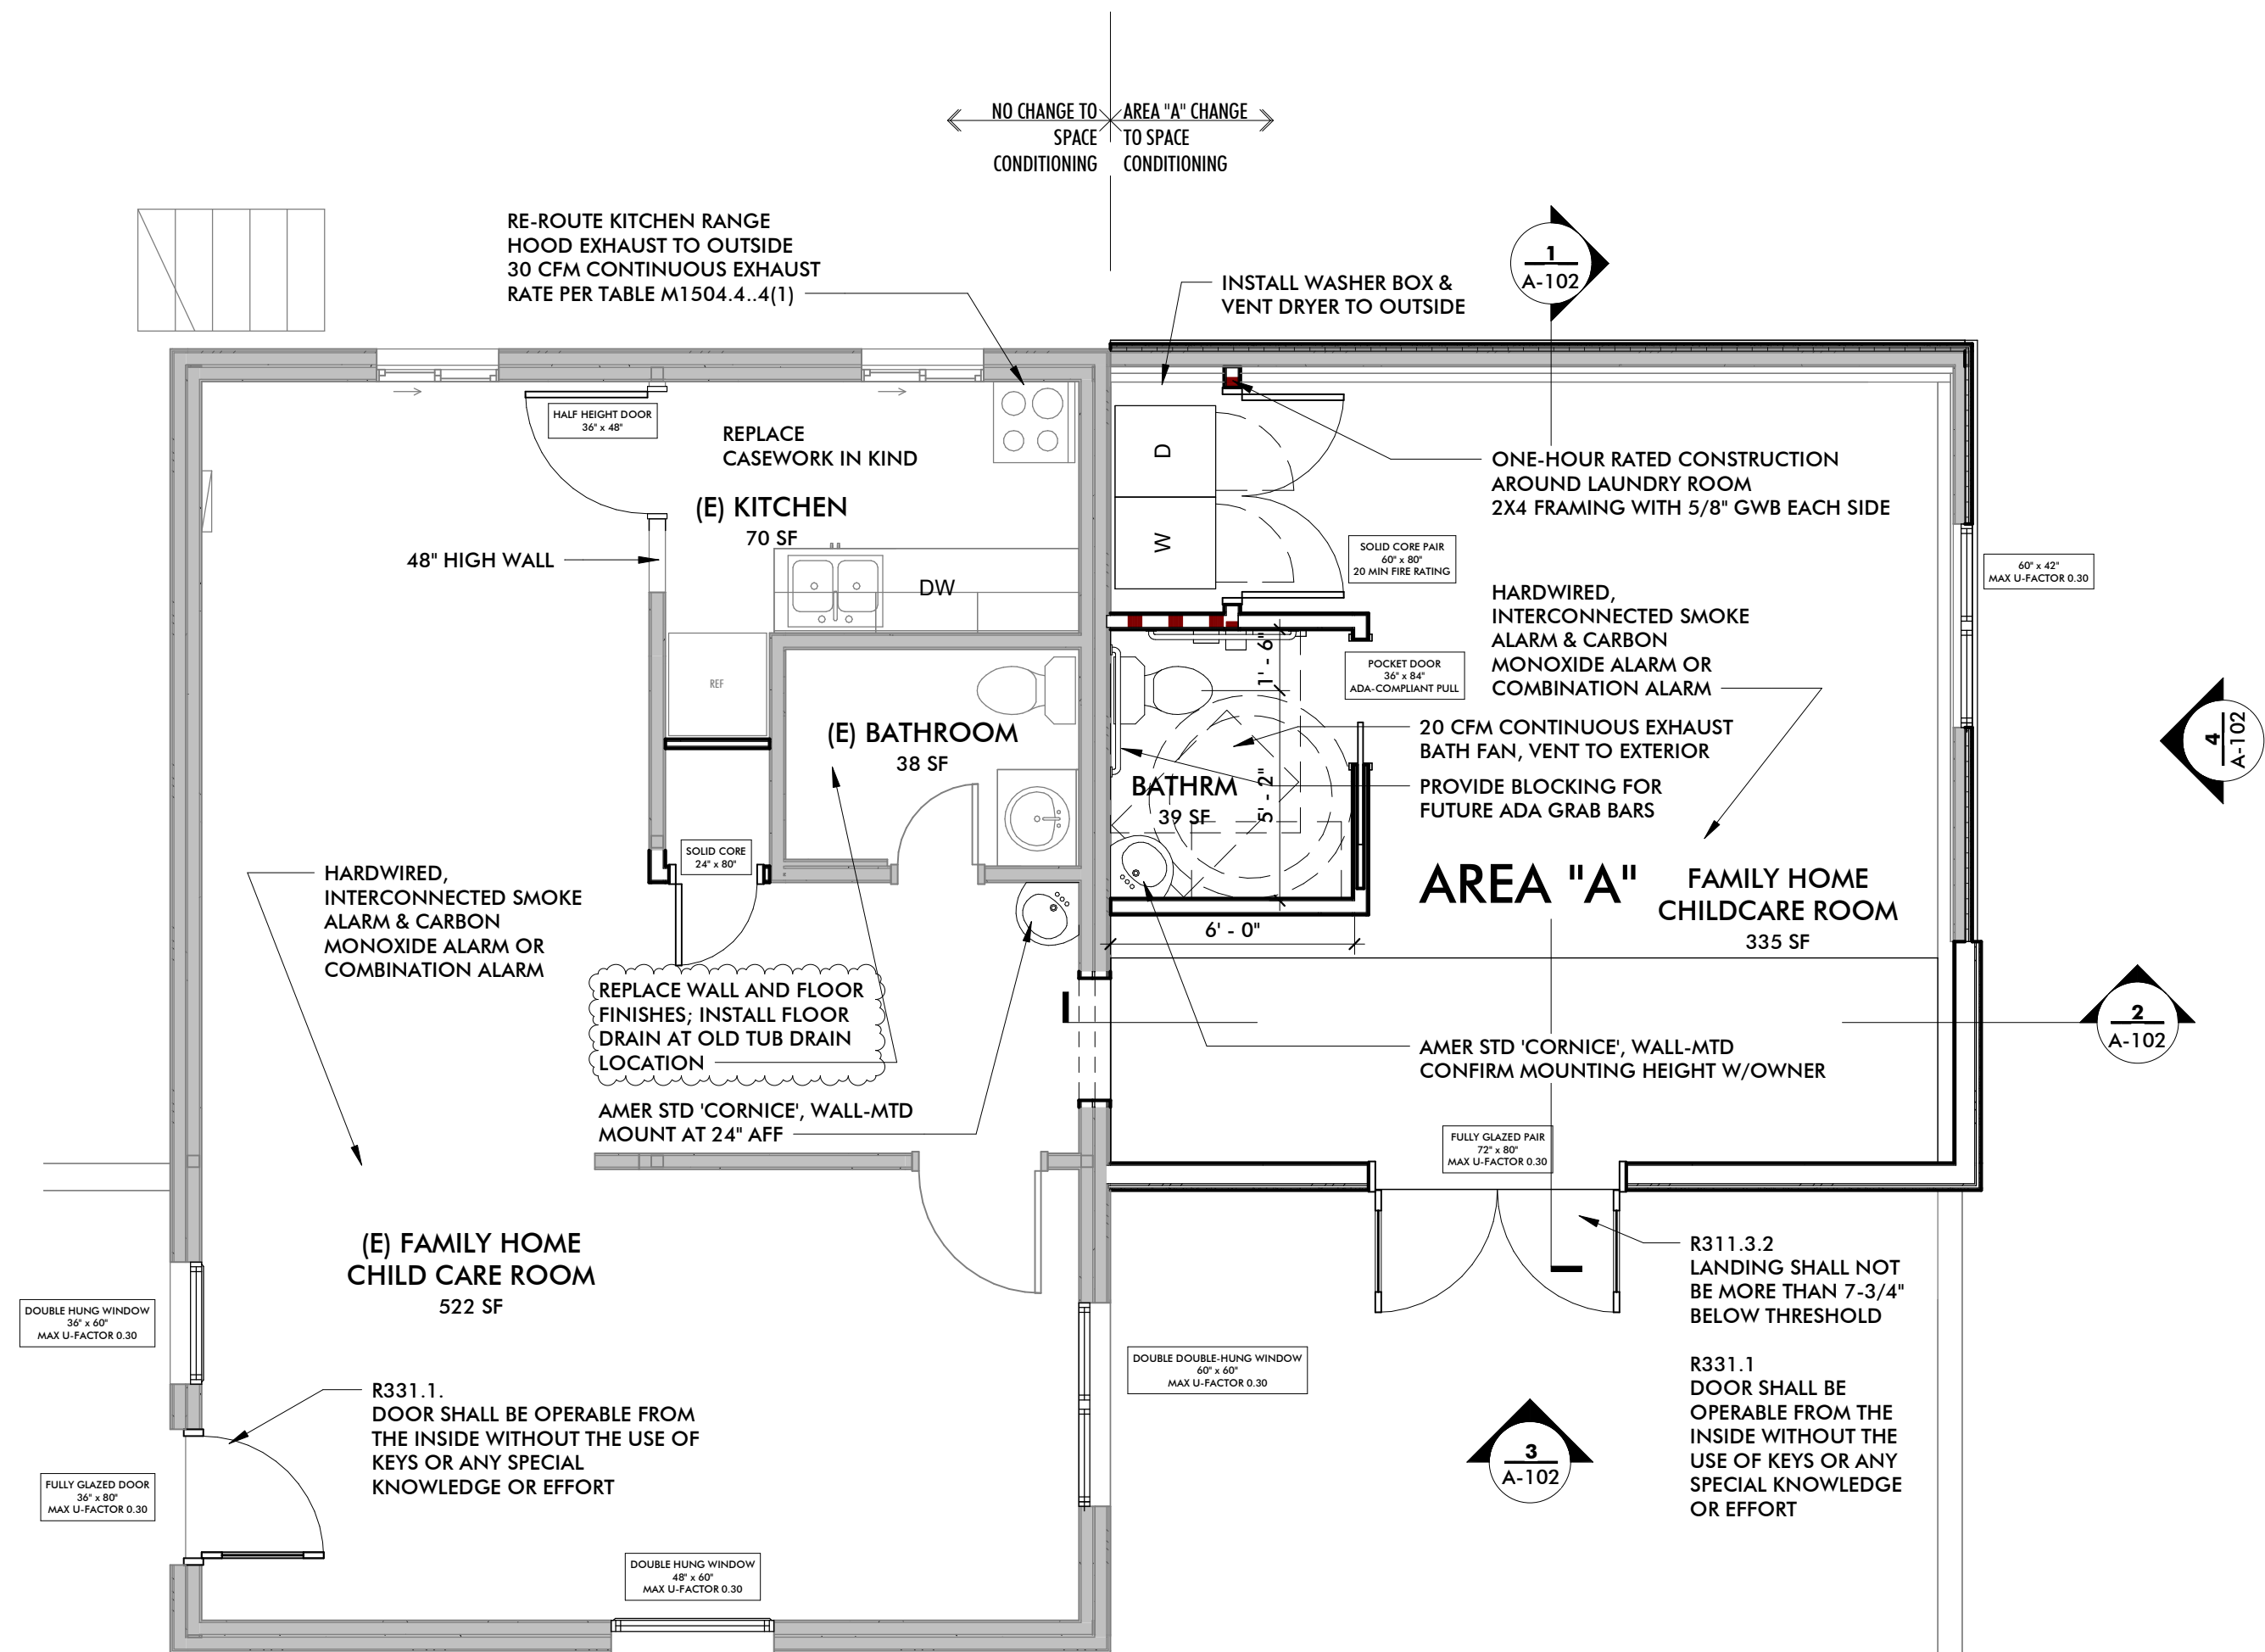 NO CHANGE TO
SPACE
CONDITIONING
AREA "A" CHANGE
TO SPACE
CONDITIONING
RE-ROUTE KITCHEN RANGE
HOOD EXHAUST TO OUTSIDE
30 CFM CONTINUOUS EXHAUST
RATE PER TABLE M1504.4..4(1)
INSTALL WASHER BOX &
VENT DRYER TO OUTSIDE
1
A-102
HALF HEIGHT DOOR
36" x 48"
REPLACE
CASEWORK IN KIND
(E) KITCHEN
70 SF
48" HIGH WALL
DW
REF
D
W
ONE-HOUR RATED CONSTRUCTION
AROUND LAUNDRY ROOM
2X4 FRAMING WITH 5/8" GWB EACH SIDE
SOLID CORE PAIR
60" x 80"
20 MIN FIRE RATING
60" x 42"
MAX U-FACTOR 0.30
HARDWIRED,
INTERCONNECTED SMOKE
ALARM & CARBON
MONOXIDE ALARM OR
COMBINATION ALARM
POCKET DOOR
36" x 84"
ADA-COMPLIANT PULL
1' - 6"
5' - 2"
(E) BATHROOM
38 SF
BATHRM
39 SF
20 CFM CONTINUOUS EXHAUST
BATH FAN, VENT TO EXTERIOR
PROVIDE BLOCKING FOR
FUTURE ADA GRAB BARS
4
A-102
SOLID CORE
24" x 80"
AREA "A"
FAMILY HOME
CHILDCARE ROOM
335 SF
6' - 0"
HARDWIRED,
INTERCONNECTED SMOKE
ALARM & CARBON
MONOXIDE ALARM OR
COMBINATION ALARM
REPLACE WALL AND FLOOR
FINISHES; INSTALL FLOOR
DRAIN AT OLD TUB DRAIN
LOCATION
AMER STD 'CORNICE', WALL-MTD
MOUNT AT 24" AFF
AMER STD 'CORNICE', WALL-MTD
CONFIRM MOUNTING HEIGHT W/OWNER
2
A-102
FULLY GLAZED PAIR
72" x 80"
MAX U-FACTOR 0.30
(E) FAMILY HOME
CHILD CARE ROOM
522 SF
R311.3.2
LANDING SHALL NOT
BE MORE THAN 7-3/4"
BELOW THRESHOLD
DOUBLE HUNG WINDOW
36" x 60"
MAX U-FACTOR 0.30
DOUBLE DOUBLE-HUNG WINDOW
60" x 60"
MAX U-FACTOR 0.30
R331.1
DOOR SHALL BE
OPERABLE FROM THE
INSIDE WITHOUT THE
USE OF KEYS OR ANY
SPECIAL KNOWLEDGE
OR EFFORT
R331.1.
DOOR SHALL BE OPERABLE FROM
THE INSIDE WITHOUT THE USE OF
KEYS OR ANY SPECIAL
KNOWLEDGE OR EFFORT
3
A-102
FULLY GLAZED DOOR
36" x 80"
MAX U-FACTOR 0.30
DOUBLE HUNG WINDOW
48" x 60"
MAX U-FACTOR 0.30